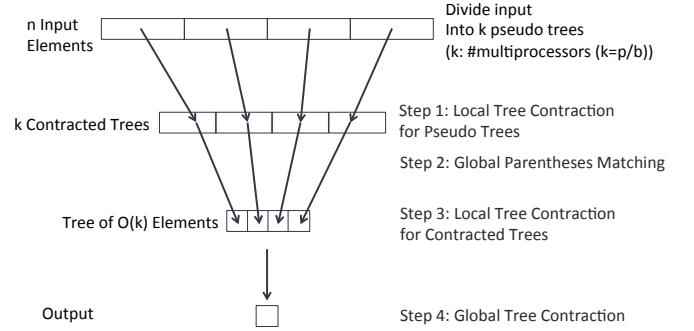 n Input
Elements
Divide input
Into k pseudo trees
(k: #multiprocessors (k=p/b))
k Contracted Trees
Step 1: Local Tree Contraction
for Pseudo Trees
Step 2: Global Parentheses Matching
Tree of O(k) Elements
Step 3: Local Tree Contraction
for Contracted Trees
Output
Step 4: Global Tree Contraction